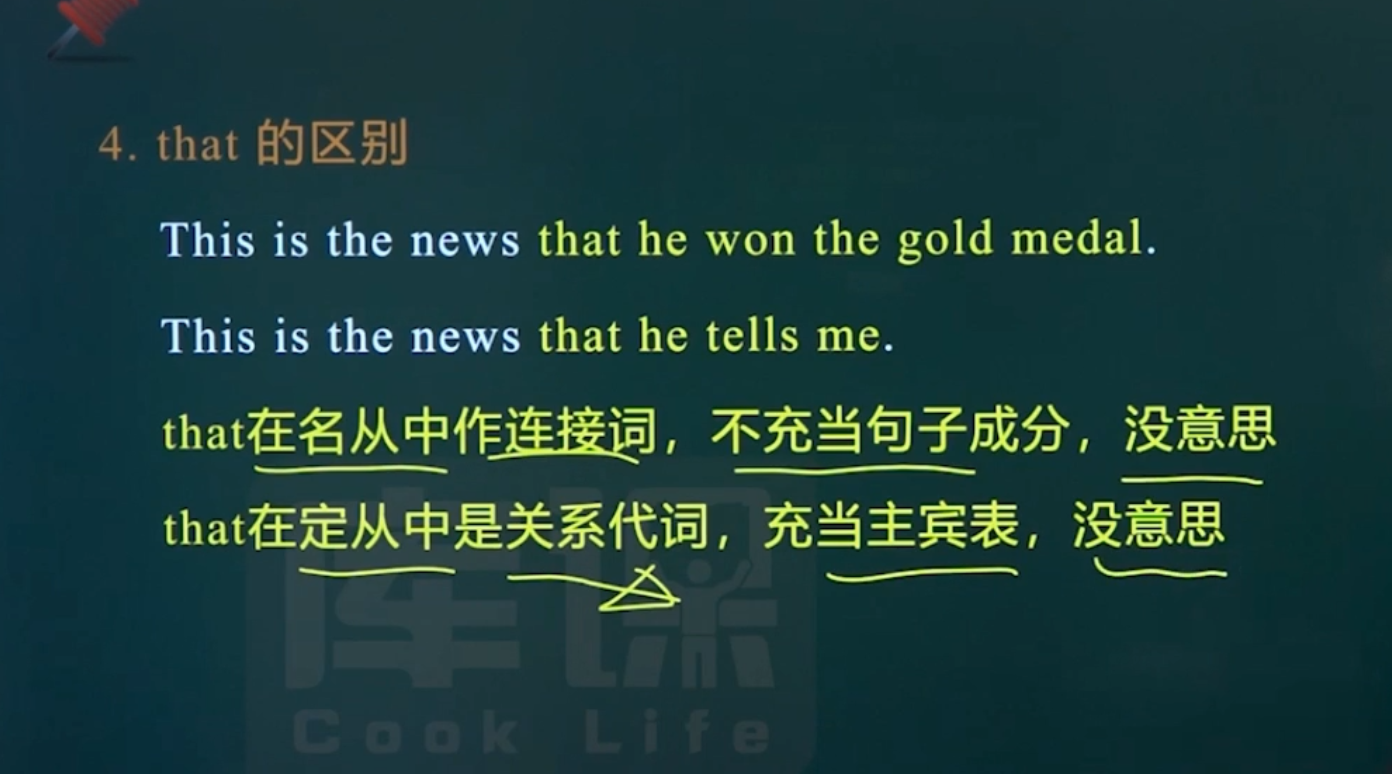 4. that 的区别
This is the news that he won the gold medal.
This is the news that he tells me.
that在名从中作连接词，不充当句子成分，没意思
that在定从中是关系代词，充当主宾表，没意思
库课
Cook Life